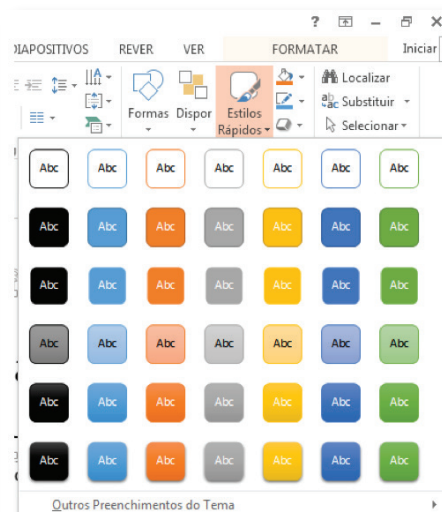 ?
DIAPOSITIVOS REVER VER FORMATAR Iniciar
Localizar
Substituir
Selecionar
Formas Dispor Estilos
Rápidos
Abc Abc Abc Abc Abc Abc Abc
Abc Abc Abc Abc Abc Abc Abc
Abc Abc Abc Abc Abc Abc Abc
Abc Abc Abc Abc Abc Abc Abc
Abc Abc Abc Abc Abc Abc Abc
Abc Abc Abc Abc Abc Abc Abc
Outros Preenchimentos do Tema